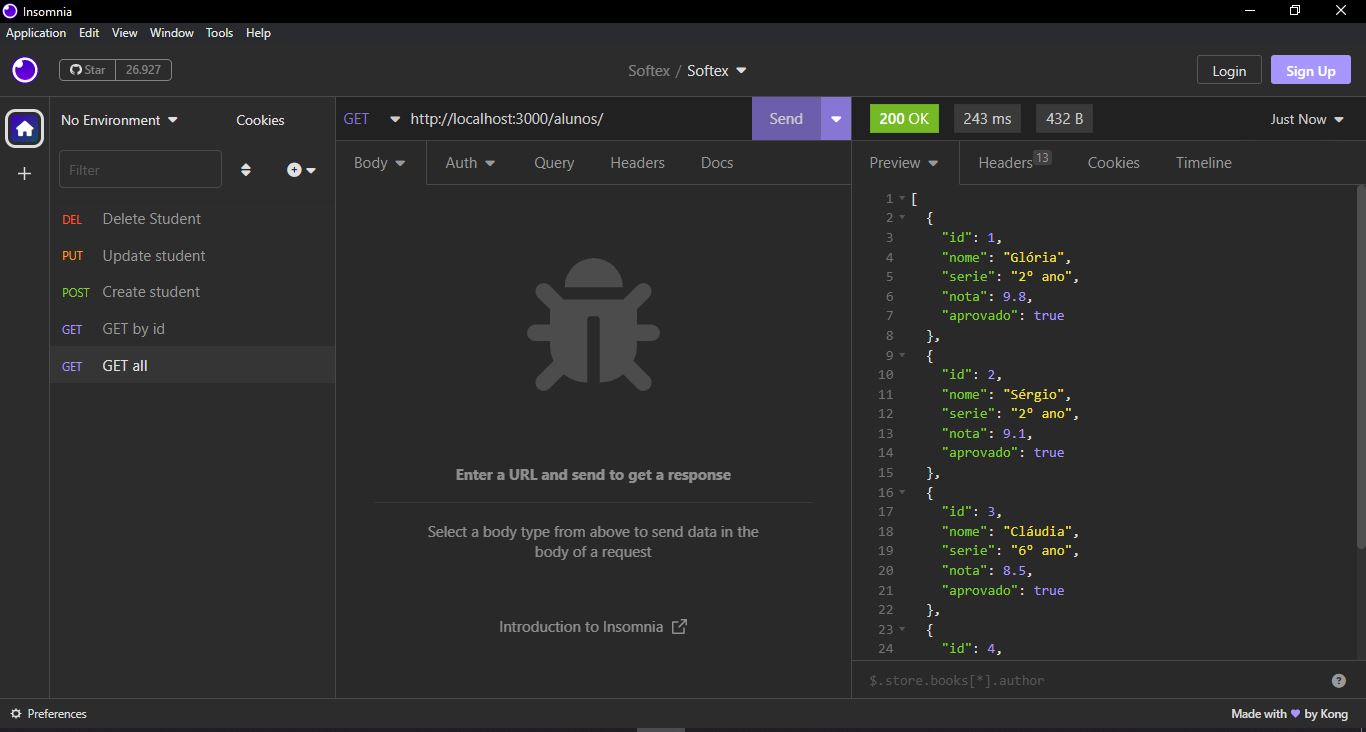 Insomnia
Application Edit View Window Tools Help
Star 26.927
Softex / Softex
Login
Sign Up
No Environment
Cookies
Filter
DEL Delete Student
PUT Update student
POST Create student
GET GET by id
GET GET all
GET http://localhost:3000/alunos/
Send
Body Auth Query Headers Docs
Enter a URL and send to get a response
Select a body type from above to send data in the
body of a request
Introduction to Insomnia
200 OK 243 ms 432 B Just Now
Preview Headers 13 Cookies Timeline
1 [
2 {
3 "id": 1,
4 "nome": "Glória",
5 "serie": "2º ano",
6 "nota": 9.8,
7 "aprovado": true
8 },
9 {
10 "id": 2,
11 "nome": "Sérgio",
12 "serie": "2º ano",
13 "nota": 9.1,
14 "aprovado": true
15 },
16 {
17 "id": 3,
18 "nome": "Cláudia",
19 "serie": "6º ano",
20 "nota": 8.5,
21 "aprovado": true
22 },
23 {
24 "id": 4,
$.store.books[*].author
?
Preferences
Made with ♥ by Kong